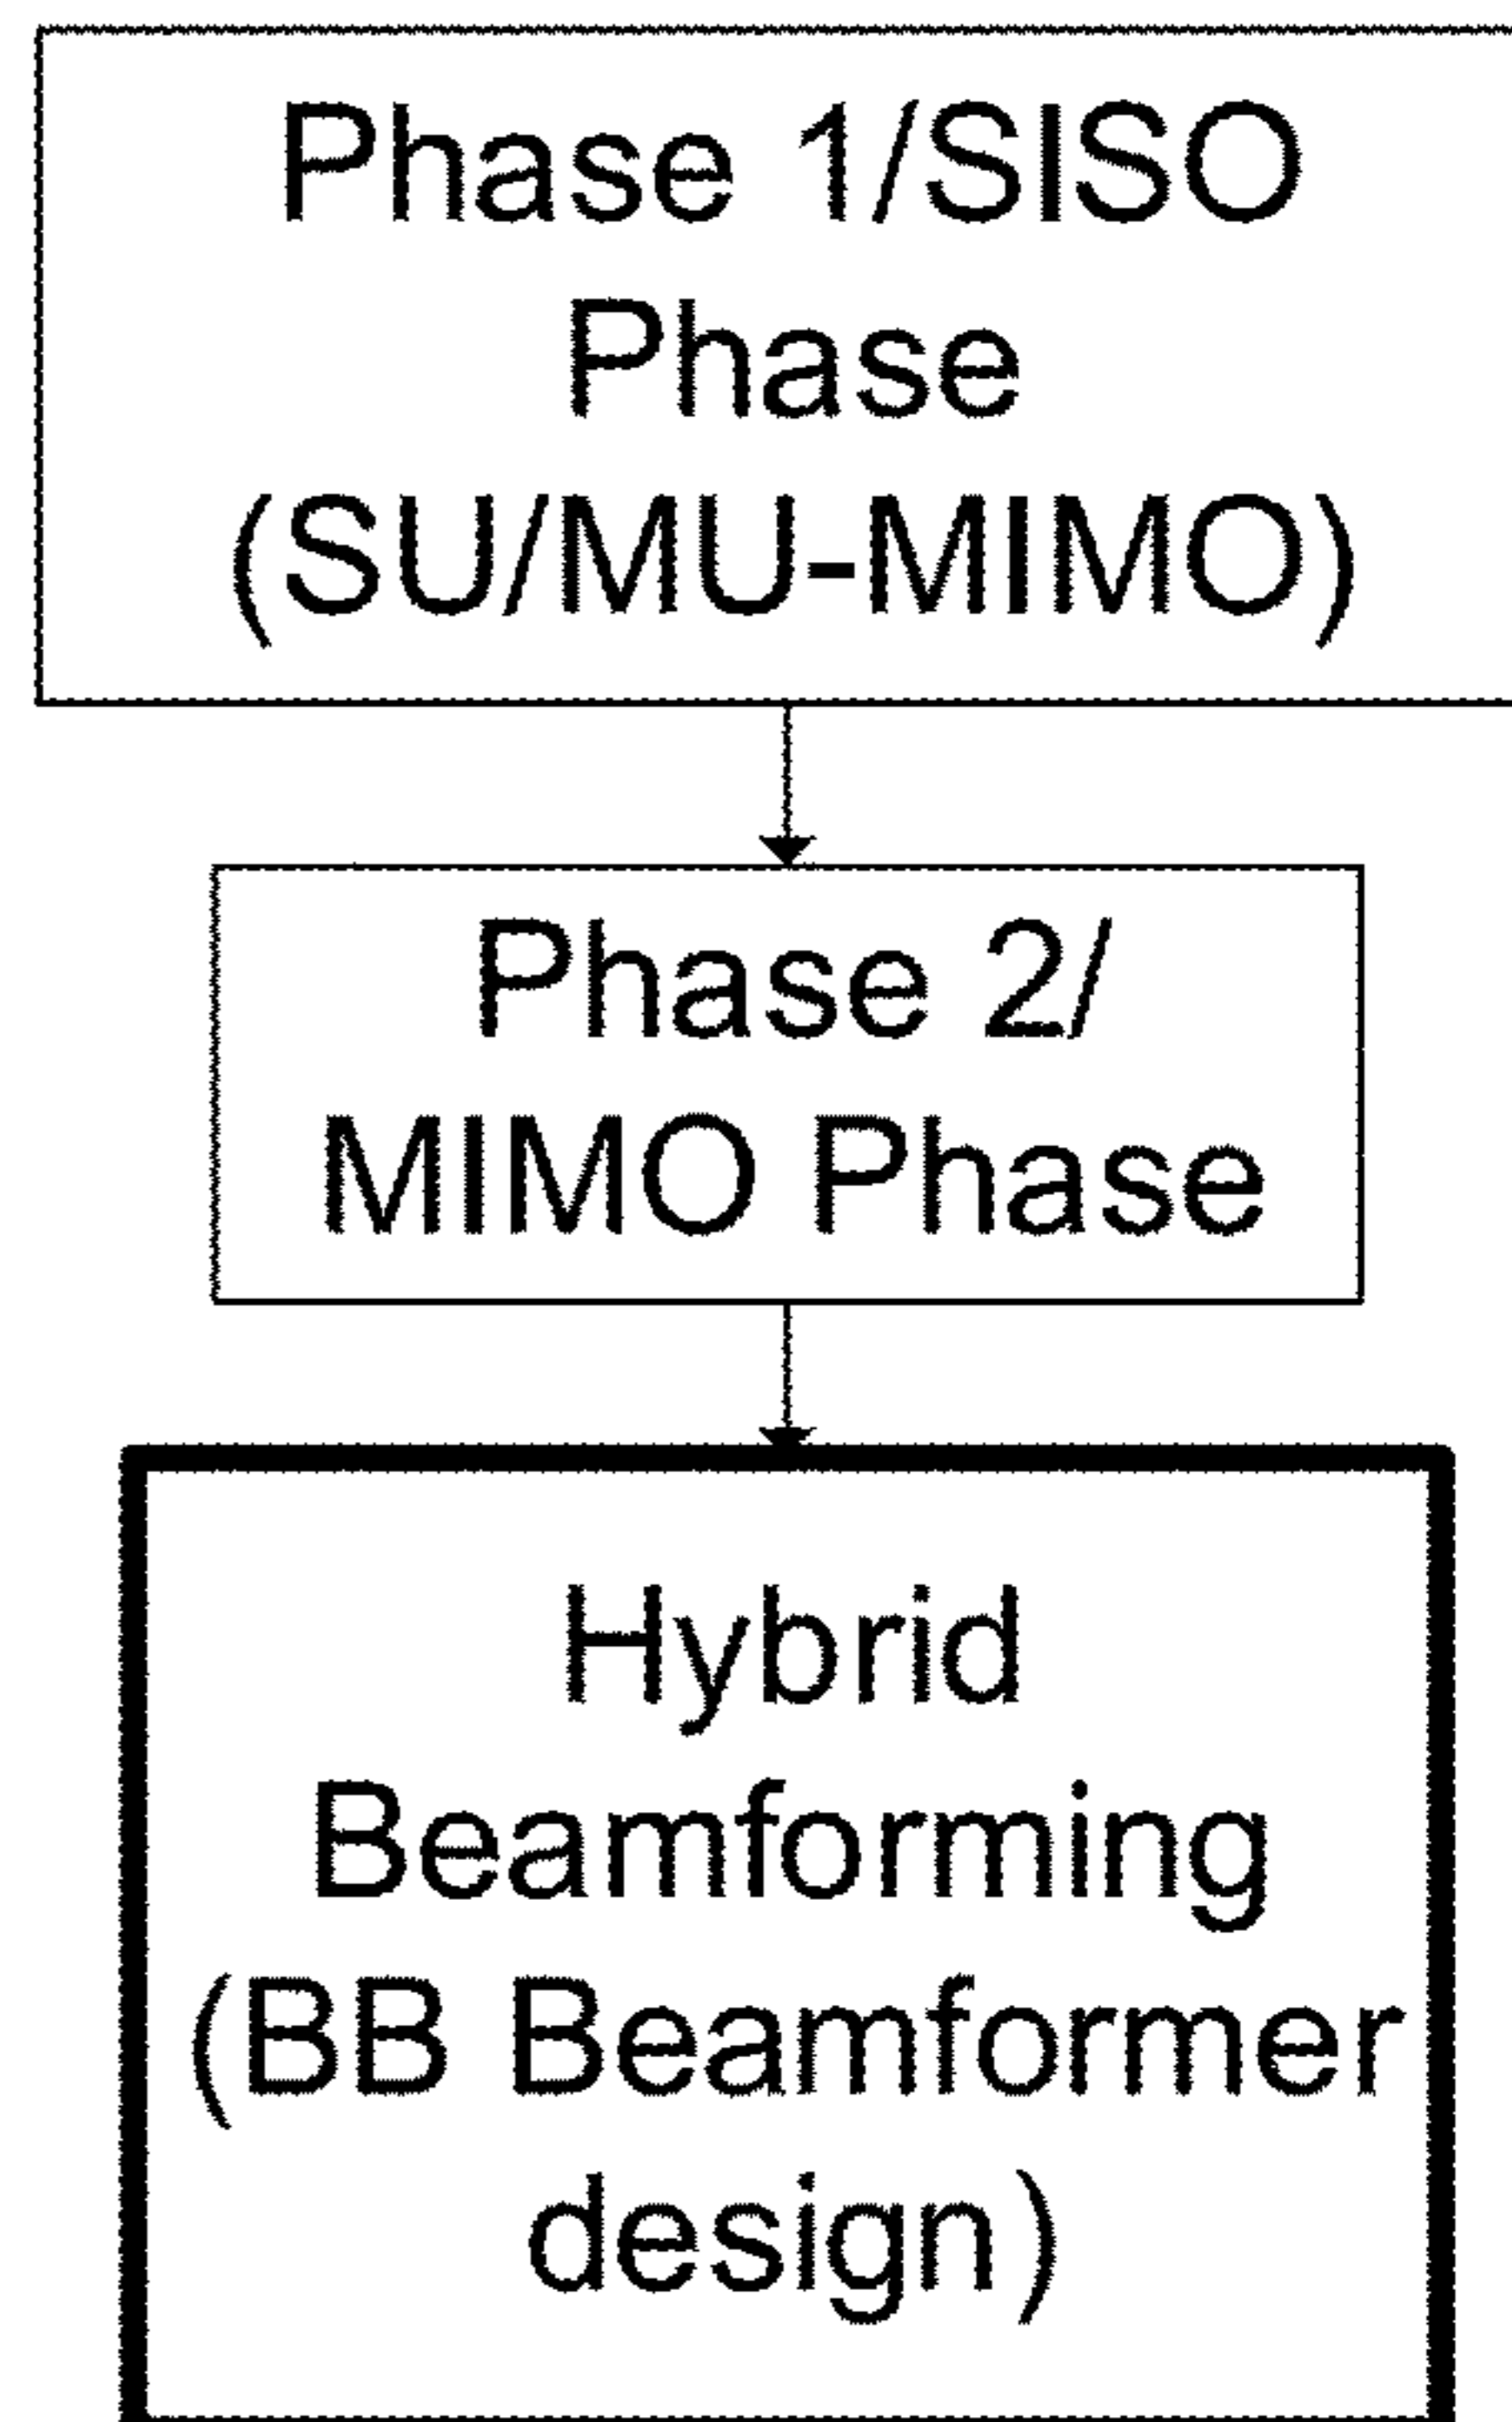 Phase 1/SISO
Phase
(SU/MU-MIMO)
Phase 2/
MIMO Phase
Hybrid
Beamforming
(BB Beamformer
design)